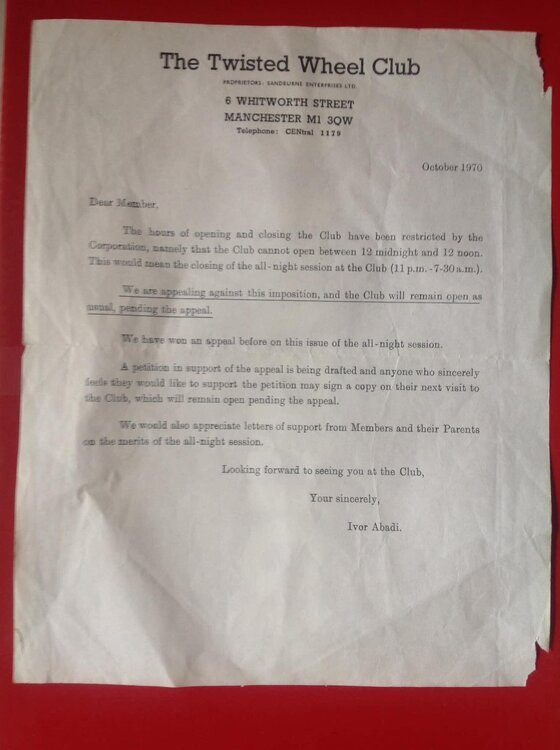 The Twisted Wheel Club
PROPRIETORS: SANDBURNE ENTERPRISES LTD.
6 WHITWORTH STREET
MANCHESTER M1 3QW
Telephone: CENtral 1179
October 1970
Dear Member,
The hours of opening and closing the Club have been restricted by the
Corporation, namely that the Club cannot open between 12 midnight and 12 noon.
This would mean the closing of the all-night session at the Club (11 p.m. - 7-30 a.m.).
We are appealing against this imposition, and the Club will remain open as
usual, pending the appeal.
We have won an appeal before on this issue of the all-night session.
A petition in support of the appeal is being drafted and anyone who sincerely
feels they would like to support the petition may sign a copy on their next visit to
the Club, which will remain open pending the appeal.
We would also appreciate letters of support from Members and their Parents
on the merits of the all-night session.
Looking forward to seeing you at the Club,
Your sincerely,
Ivor Abadi.